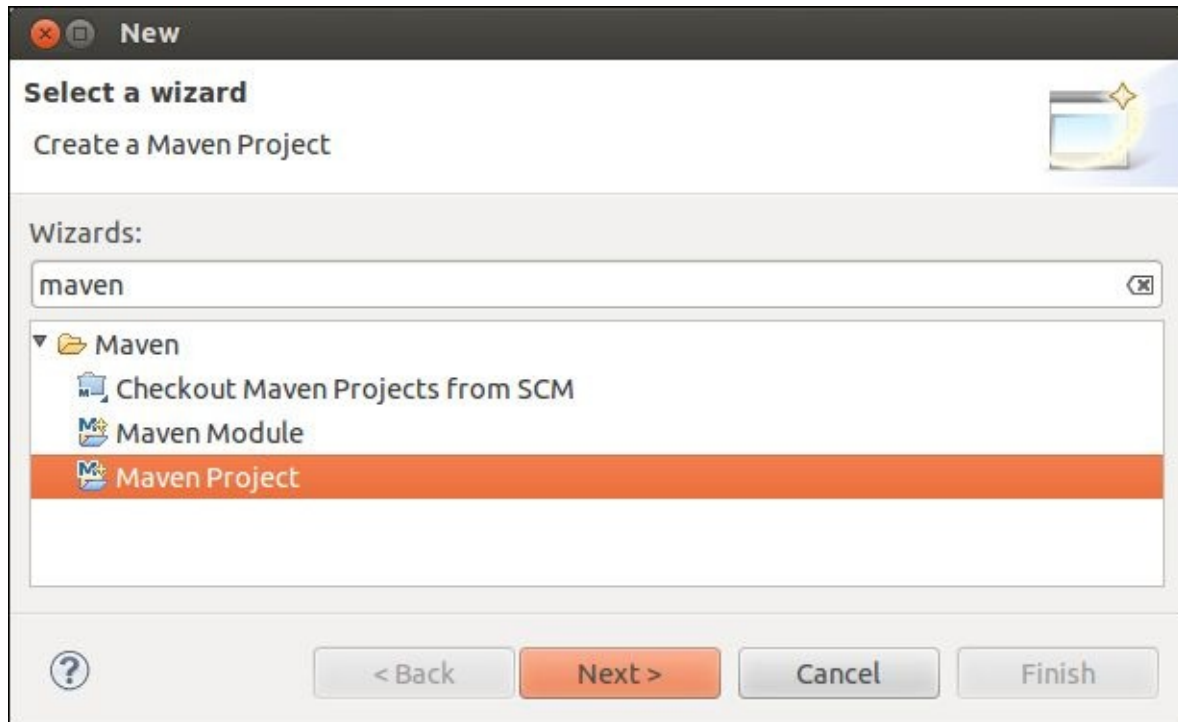 New
Select a wizard
Create a Maven Project
Wizards:
maven
Maven
Checkout Maven Projects from SCM
Maven Module
Maven Project
? < Back Next > Cancel Finish